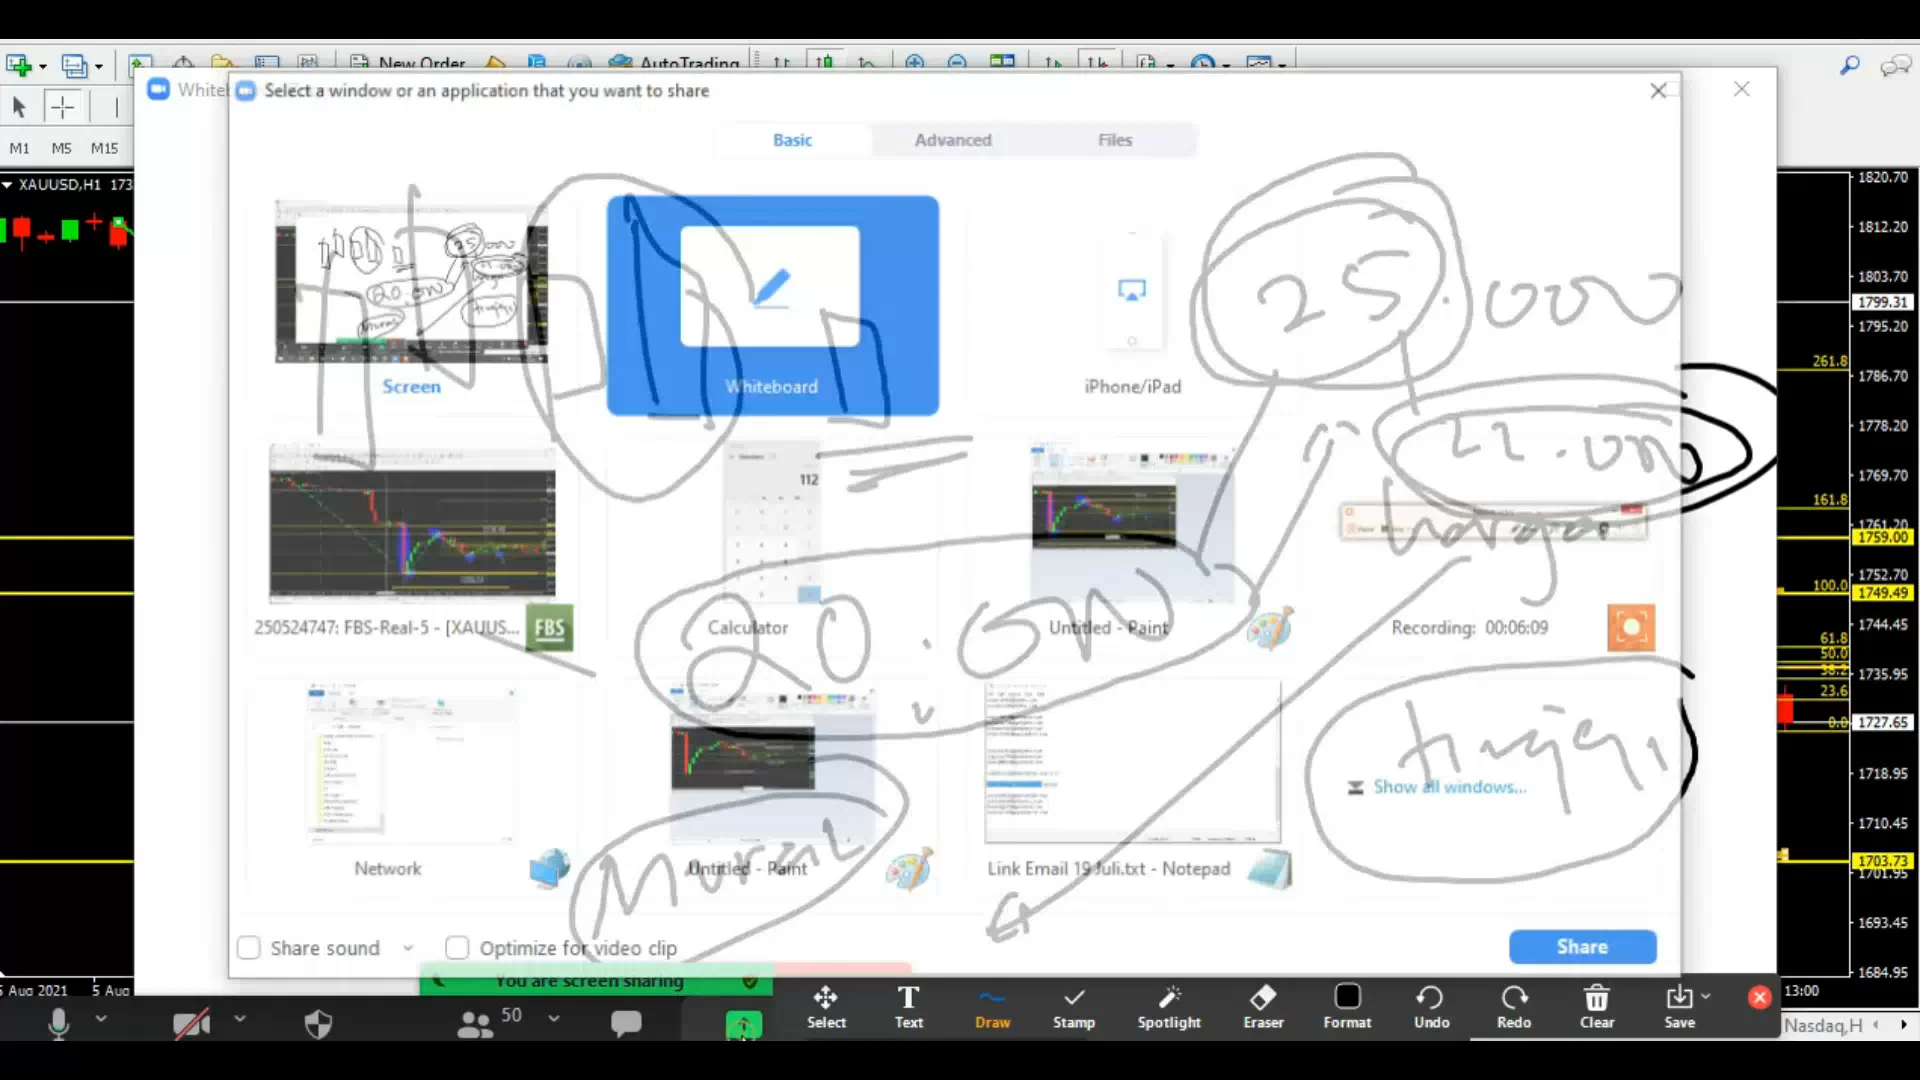 New Order AutoTrading
Whitel
Select a window or an application that you want to share
M1 M5 M15
Basic Advanced Files
XAUUSD,H1 173
1820.70
1812.20
1803.70
1799.31
1795.20
261.8
1786.70
1778.20
1769.70
161.8
1761.20
1759.00
1752.70
100.0
1749.49
1744.45
61.8
50.0
38.2
1735.95
23.6
0.0
1727.65
1718.95
1710.45
1703.73
1701.95
1693.45
1684.95
25.000
22.000
harga
20.000
tinggi
Murah
Screen Whiteboard iPhone/iPad
112
250524747: FBS-Real-5 - [XAUUS... FBS Calculator Untitled - Paint Recording: 00:06:09
Show all windows...
Network Untitled - Paint Link Email 19 Juli.txt - Notepad
Share sound Optimize for video clip Share
You are screen sharing
5 Aug 2021 5 Aug 13:00
50
Select Text Draw Stamp Spotlight Eraser Format Undo Redo Clear Save
Nasdaq,H